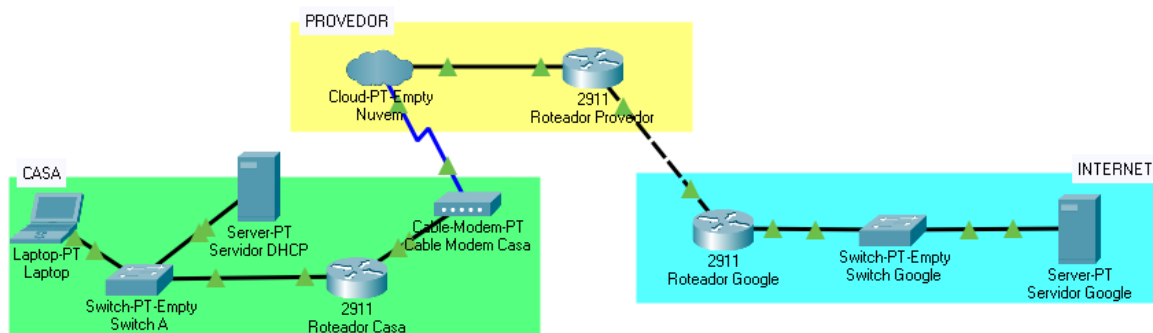 PROVEDOR
Cloud-PT-Empty
Nuvem
2911
Roteador Provedor
CASA
Server-PT
Servidor DHCP
Laptop-PT
Laptop
Cable-Modem-PT
Cable Modem Casa
Switch-PT-Empty
Switch A
2911
Roteador Casa
INTERNET
2911
Roteador Google
Switch-PT-Empty
Switch Google
Server-PT
Servidor Google